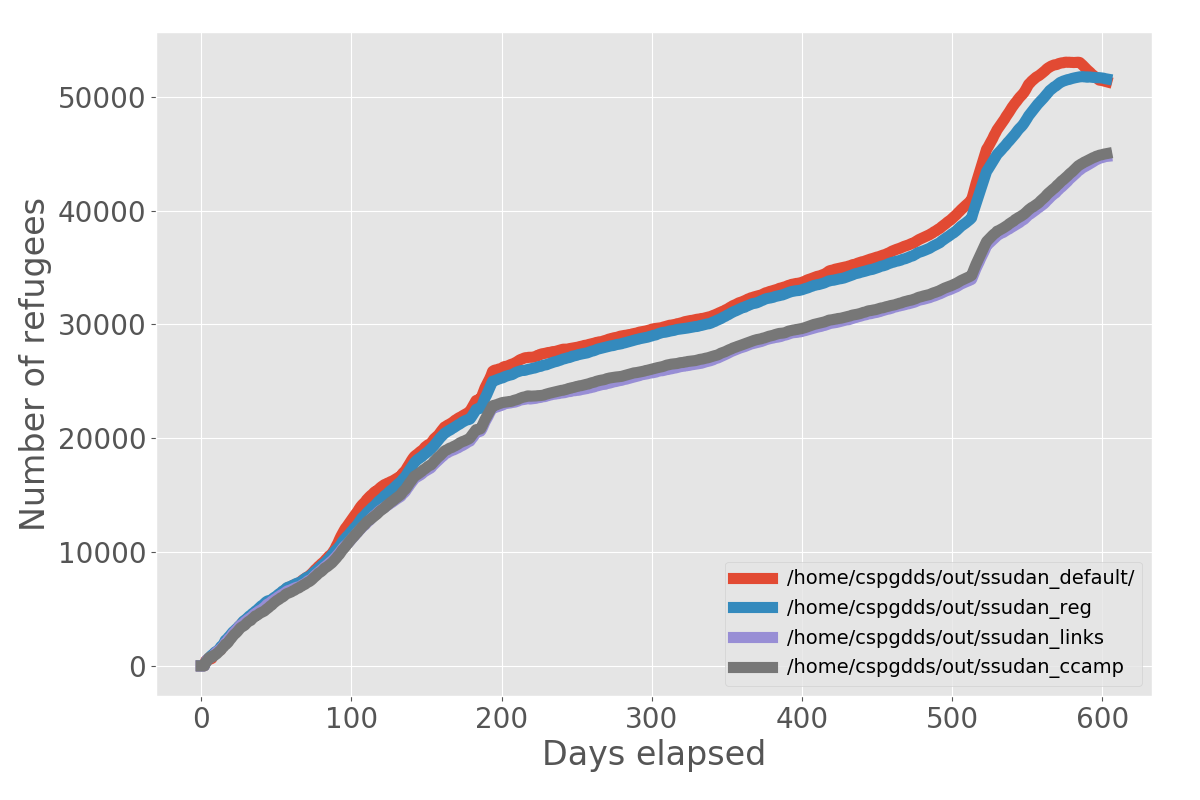 50000
40000
30000
20000
10000
0
Number of refugees
/home/cspgdds/out/ssudan_default/
/home/cspgdds/out/ssudan_reg
/home/cspgdds/out/ssudan_links
/home/cspgdds/out/ssudan_ccamp
0 100 200 300 400 500 600
Days elapsed